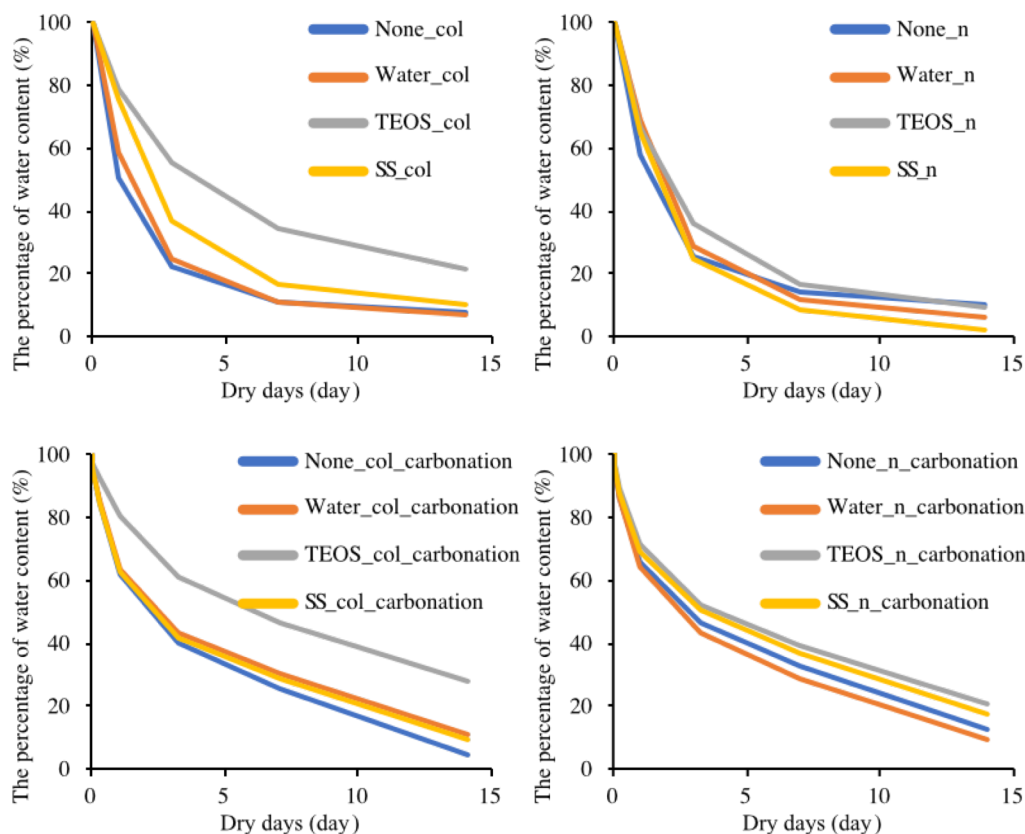 The percentage of water content (%)
100
80
60
40
20
0
0
5
10
15
Dry days (day)
None_col
Water_col
TEOS_col
SS_col
The percentage of water content (%)
100
80
60
40
20
0
0
5
10
15
Dry days (day)
None_n
Water_n
TEOS_n
SS_n
The percentage of water content (%)
100
80
60
40
20
0
0
5
10
15
Dry days (day)
None_col_carbonation
Water_col_carbonation
TEOS_col_carbonation
SS_col_carbonation
The percentage of water content (%)
100
80
60
40
20
0
0
5
10
15
Dry days (day)
None_n_carbonation
Water_n_carbonation
TEOS_n_carbonation
SS_n_carbonation